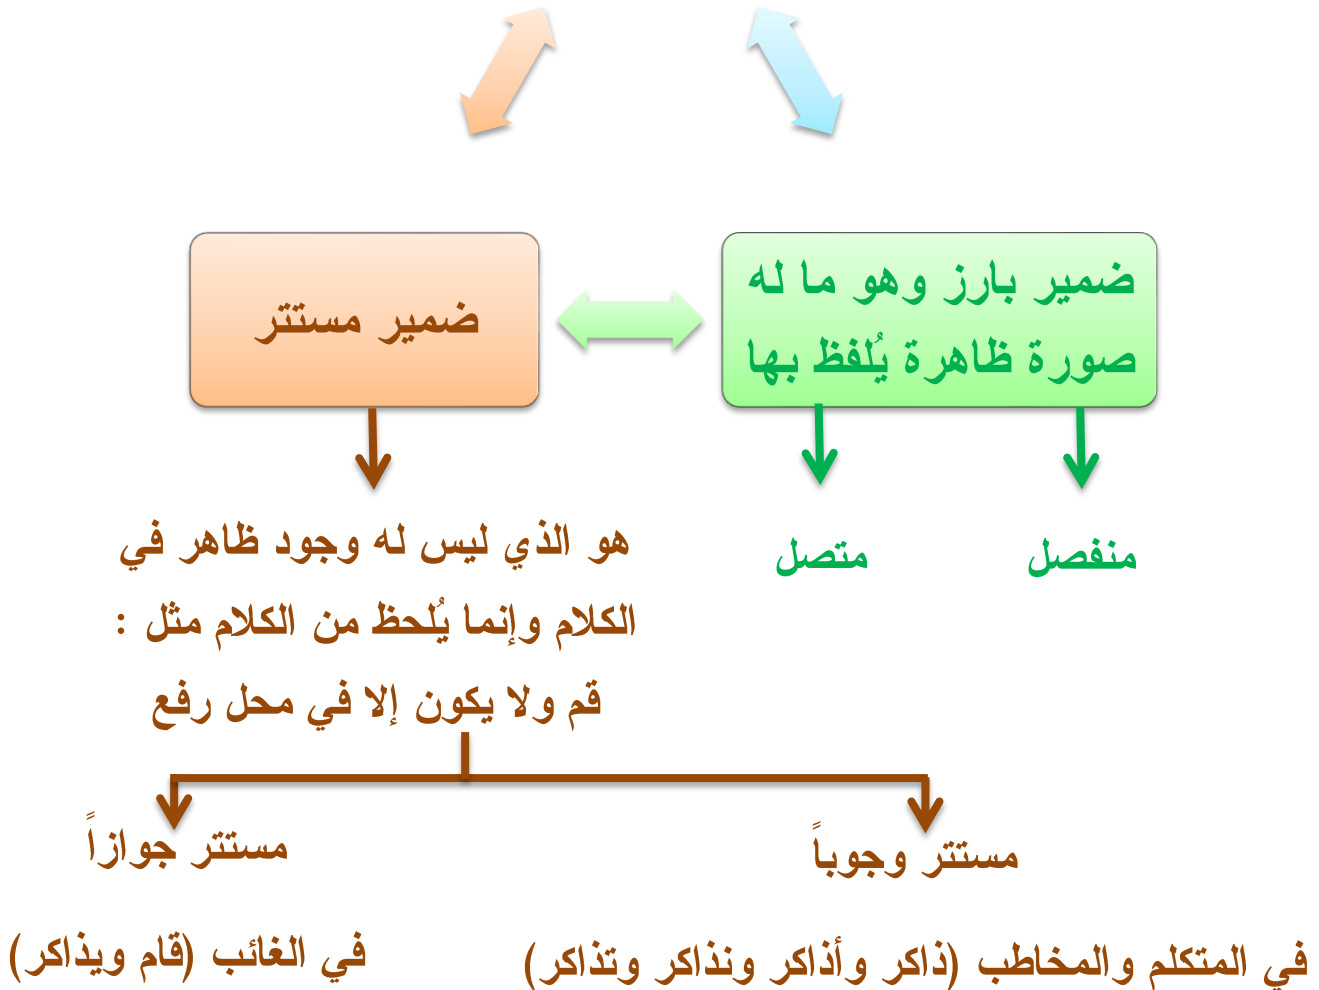 ضمير بارز وهو ما له
صورة ظاهرة يُلفظ بها
ضمير مستتر
منفصل
متصل
هو الذي ليس له وجود ظاهر في
الكلام وإنما يُلحظ من الكلام مثل :
قم ولا يكون إلا في محل رفع
مستتر وجوباً
مستتر جوازاً
في المتكلم والمخاطب (ذاكر وأذاكر ونذاكر وتذاكر)
في الغائب (قام ويذاكر)